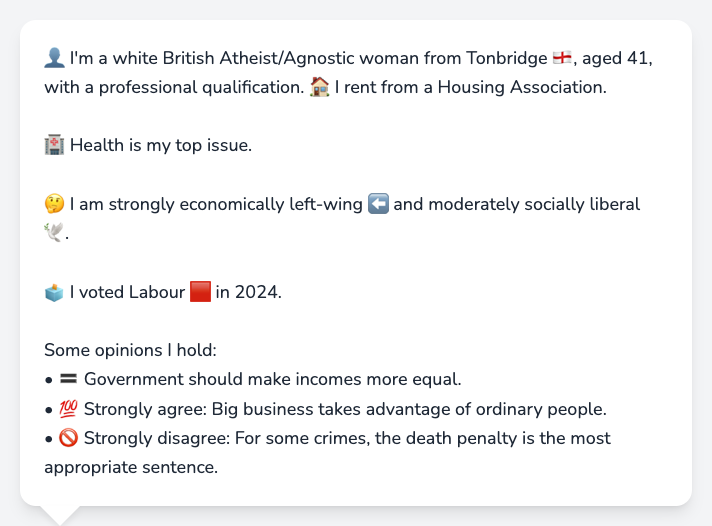 👤 I'm a white British Atheist/Agnostic woman from Tonbridge 🏴󠁧󠁢󠁥󠁮󠁧󠁿, aged 41,
with a professional qualification. 🏠 I rent from a Housing Association.
🏥 Health is my top issue.
🤔 I am strongly economically left-wing ⬅️ and moderately socially liberal
🕊️.
🗳️ I voted Labour 🟥 in 2024.
Some opinions I hold:
• 🟰 Government should make incomes more equal.
• 💯 Strongly agree: Big business takes advantage of ordinary people.
• 🚫 Strongly disagree: For some crimes, the death penalty is the most
appropriate sentence.